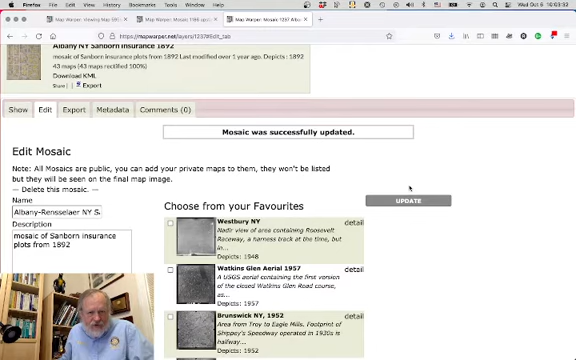 Firefox File Edit View History Bookmarks Tools Window Help
Wed Oct 6
Map Warper: Viewing Map
Map Warper: Mosaic
Map Warper: Mosaic 1237
https://mapwarper.net/layers/1237#Edit_tab
Albany NY Sanborn Insurance 1892
mosaic of Sanborn insurance from 1892 Last modified over 1 year ago. Depicts : 1892
43 maps (43 maps rectified 100%)
Download KML
Share | Export
Show Edit Export Metadata Comments (0)
Mosaic was successfully updated.
Edit Mosaic
Note: All Mosaics are public, you can add your private maps to them, they won't be listed
but they will be seen on the final map image.
— Delete this mosaic. —
Name
Albany-Rensselaer NY S
Description
mosaic of Sanborn insurance
plots from 1892
Choose from your Favourites
UPDATE
Westbury NY
detail
Nadir view of area containing Roosevelt
Raceway, a harness track at the time, but
in...
Depicts: 1948
Watkins Glen Aerial 1957
detail
A USGS aerial containing the first version
of the closed Watkins Glen Road course,
as...
Depicts: 1957
Brunswick NY, 1952
detail
Area from Troy to Eagle Mills. Footprint of
Shippey's Speedway operated in 1930s is
halfway...
Depicts: 1952